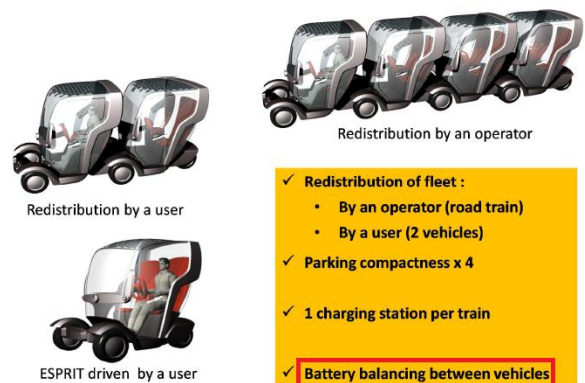 Redistribution by a user
Redistribution by an operator
ESPRIT driven by a user
✓ Redistribution of fleet :
• By an operator (road train)
• By a user (2 vehicles)
✓ Parking compactness x 4
✓ 1 charging station per train
✓ Battery balancing between vehicles